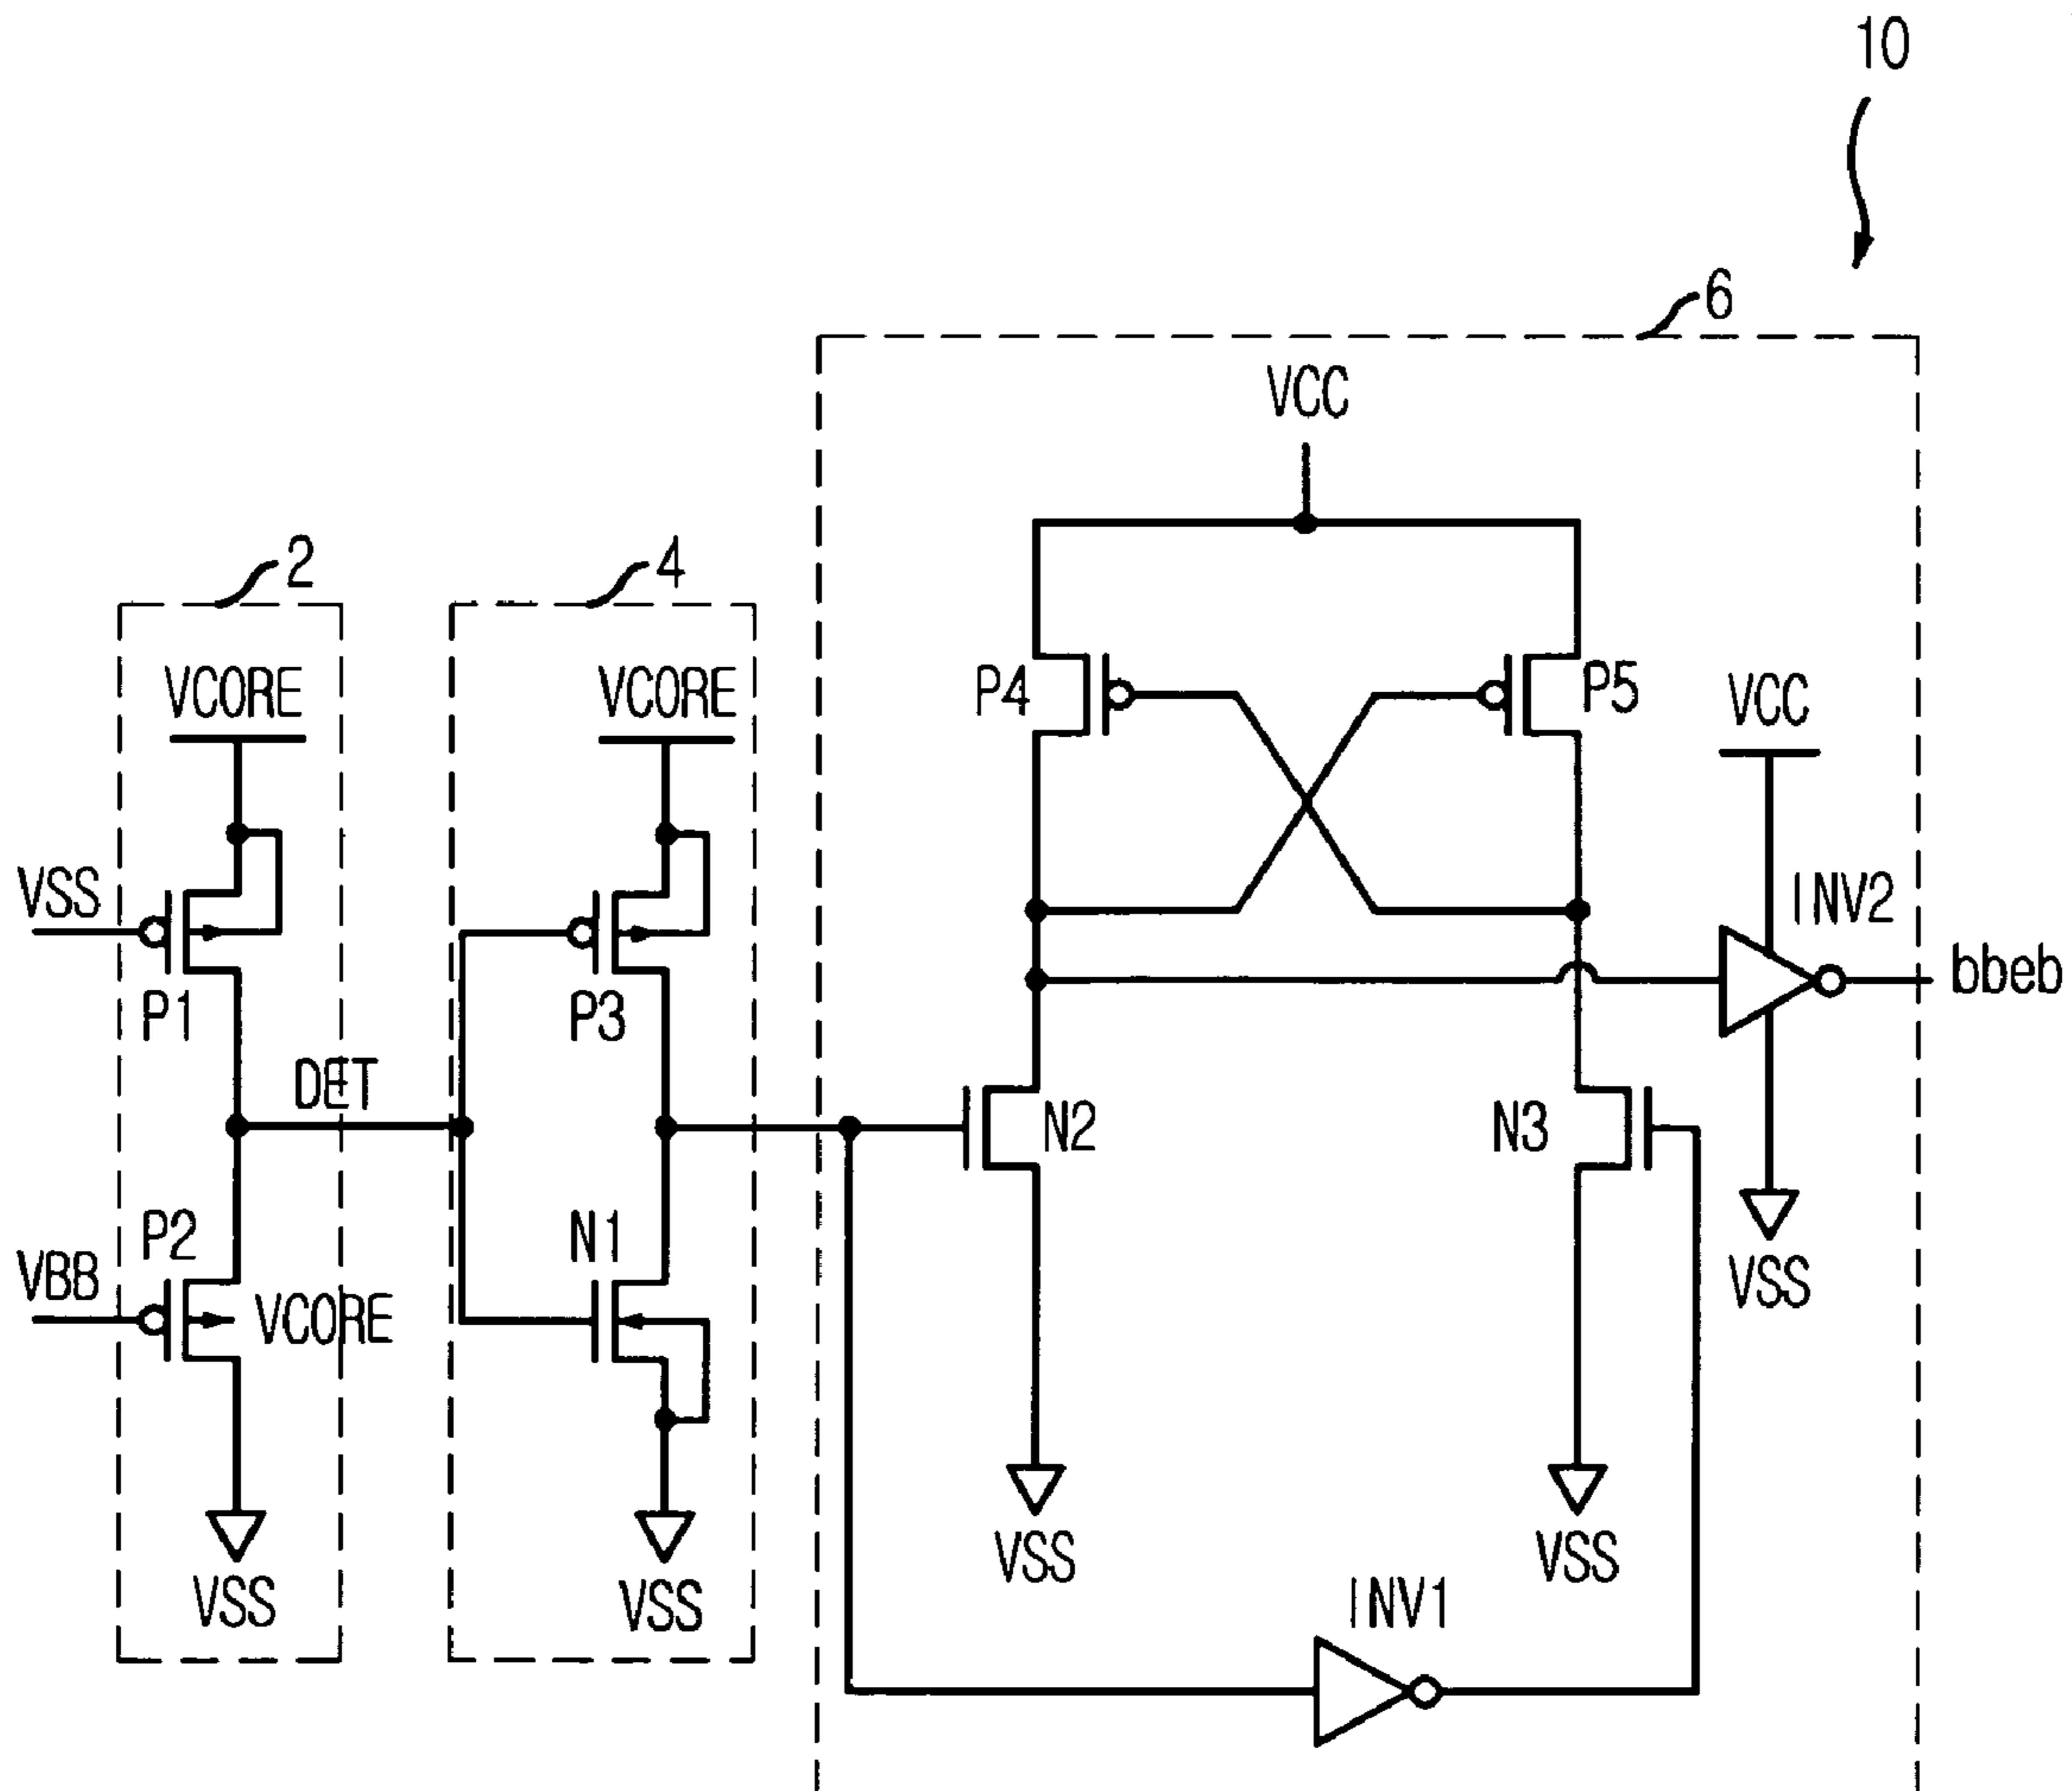 10
6
VCC
2
4
VCORE
VCORE
P4
P5
VCC
VSS
INV2
P1
P3
bbeb
DET
N2
N3
P2
N1
VBB
VCORE
VSS
VSS
VSS
INV1
VSS
VSS